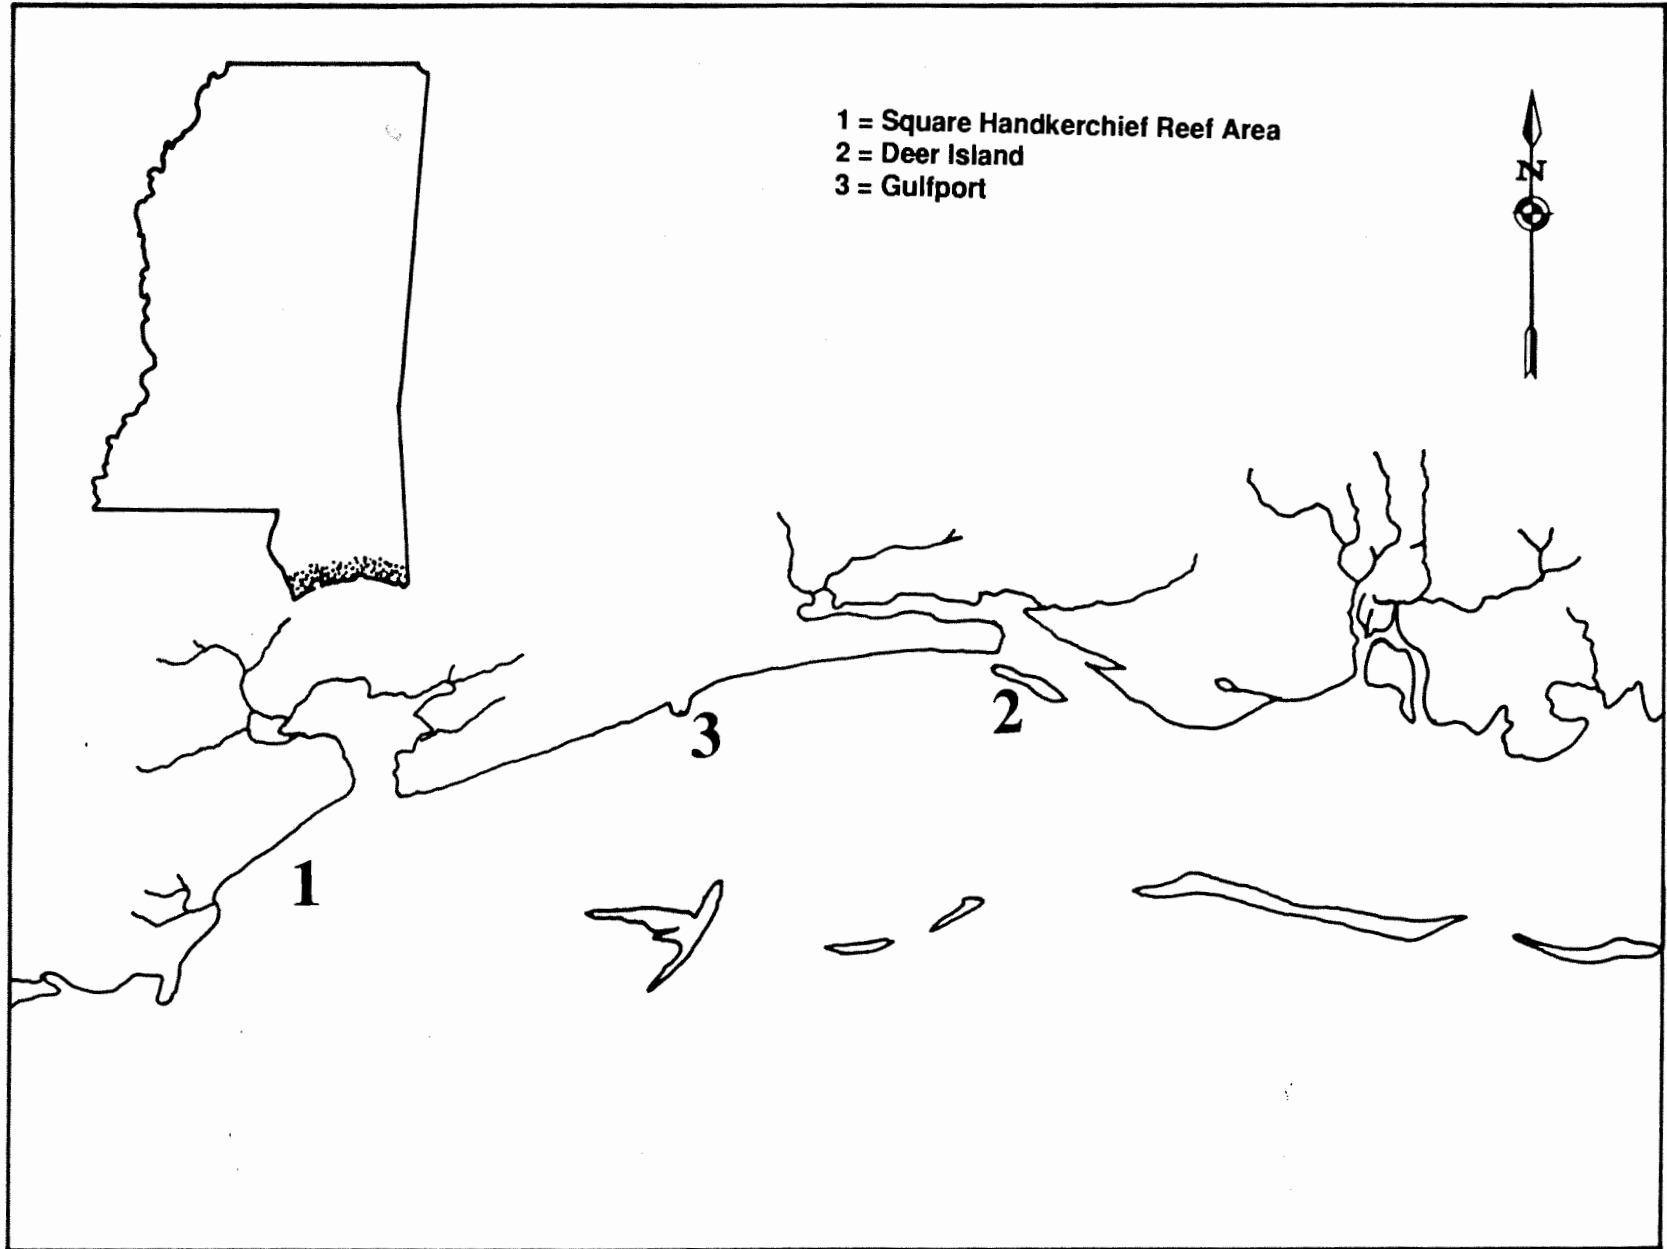 1 = Square Handkerchief Reef Area
2 = Deer Island
3 = Gulfport
N
3
2
1